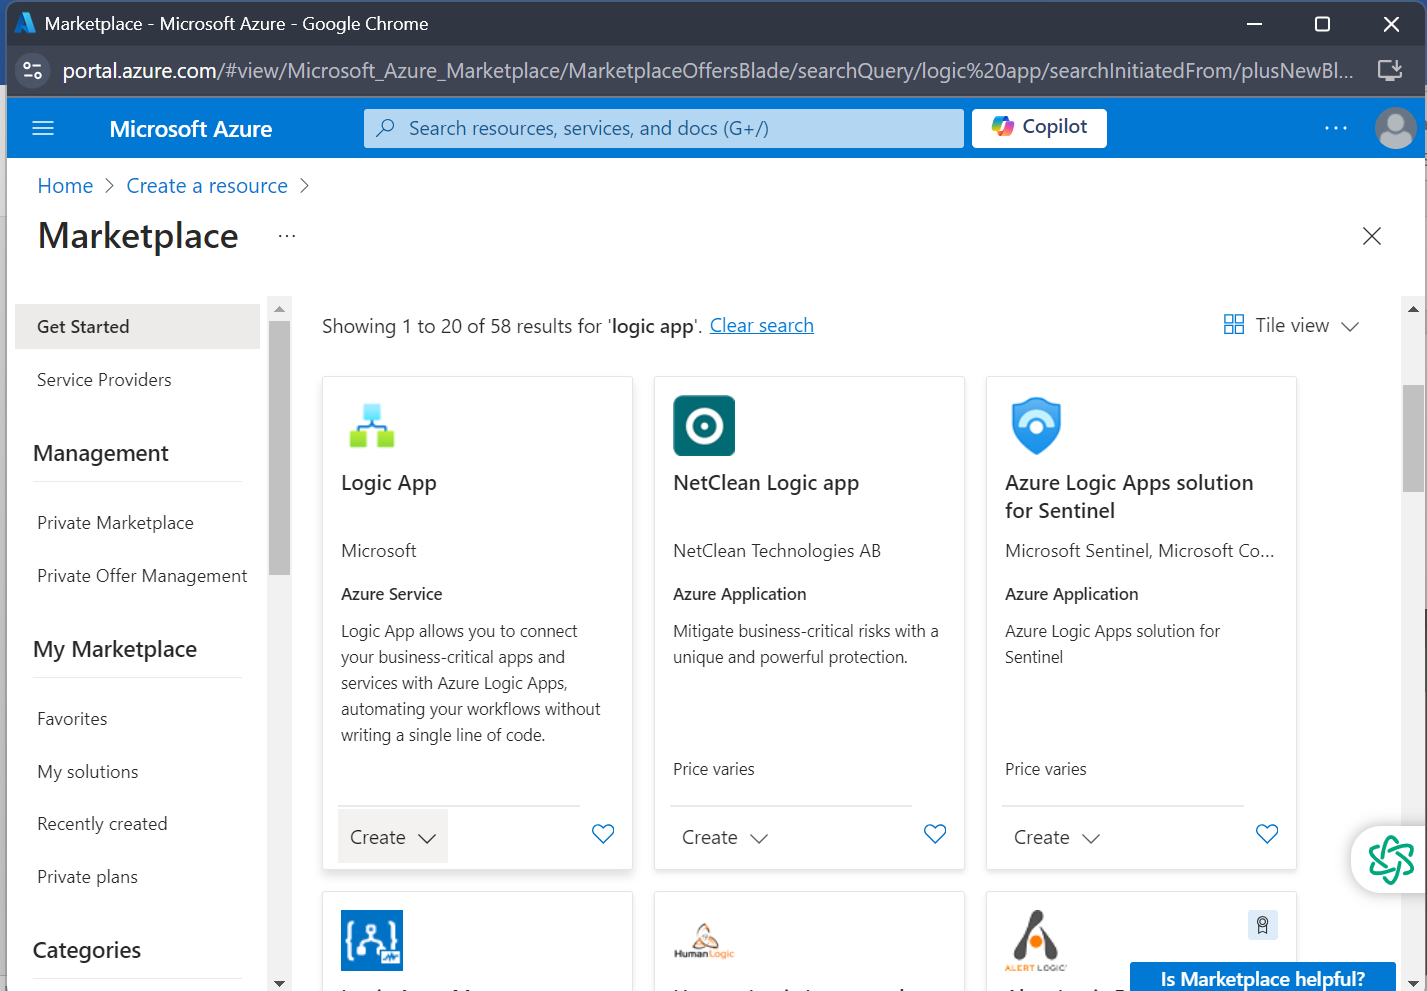 Marketplace - Microsoft Azure - Google Chrome
portal.azure.com/#view/Microsoft_Azure_Marketplace/MarketplaceOffersBlade/searchQuery/logic%20app/searchInitiatedFrom/plusNewBl...
Microsoft Azure
Search resources, services, and docs (G+/)
Copilot
Home
Create a resource
Marketplace
Get Started
Service Providers
Management
Private Marketplace
Private Offer Management
My Marketplace
Favorites
My solutions
Recently created
Private plans
Categories
Showing 1 to 20 of 58 results for 'logic app'. Clear search
Tile view
Logic App
Microsoft
Azure Service
Logic App allows you to connect
your business-critical apps and
services with Azure Logic Apps,
automating your workflows without
writing a single line of code.
Create
NetClean Logic app
NetClean Technologies AB
Azure Application
Mitigate business-critical risks with a
unique and powerful protection.
Price varies
Create
Azure Logic Apps solution
for Sentinel
Microsoft Sentinel, Microsoft Co...
Azure Application
Azure Logic Apps solution for
Sentinel
Price varies
Create
HumanLogic
ALERT LOGIC
Is Marketplace helpful?